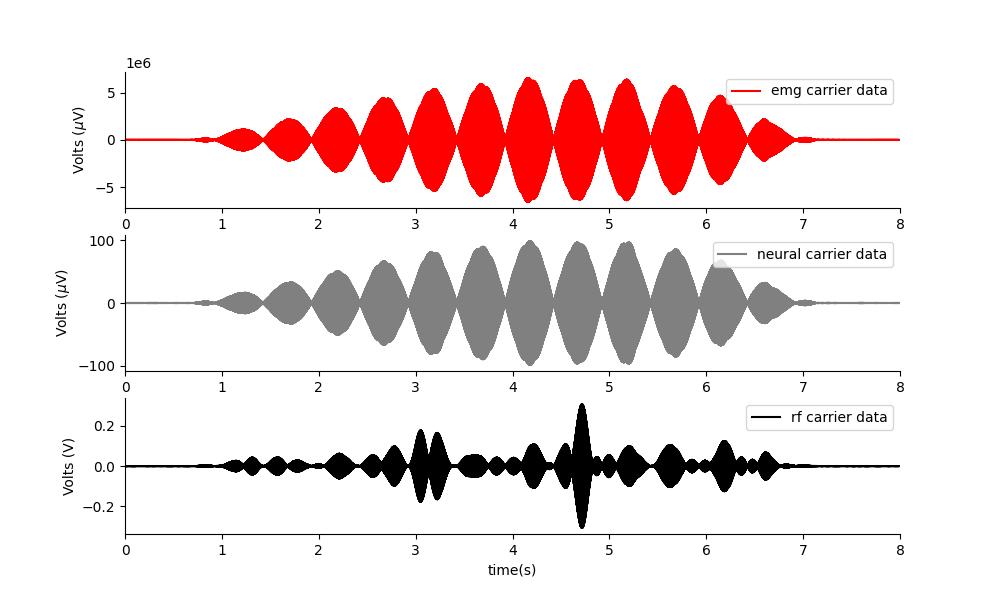 1e6
emg carrier data
Volts (μV)
5
0
−5
0 1 2 3 4 5 6 7 8
neural carrier data
Volts (μV)
100
0
−100
0 1 2 3 4 5 6 7 8
rf carrier data
Volts (V)
0.2
0.0
−0.2
0 1 2 3 4 5 6 7 8
time(s)